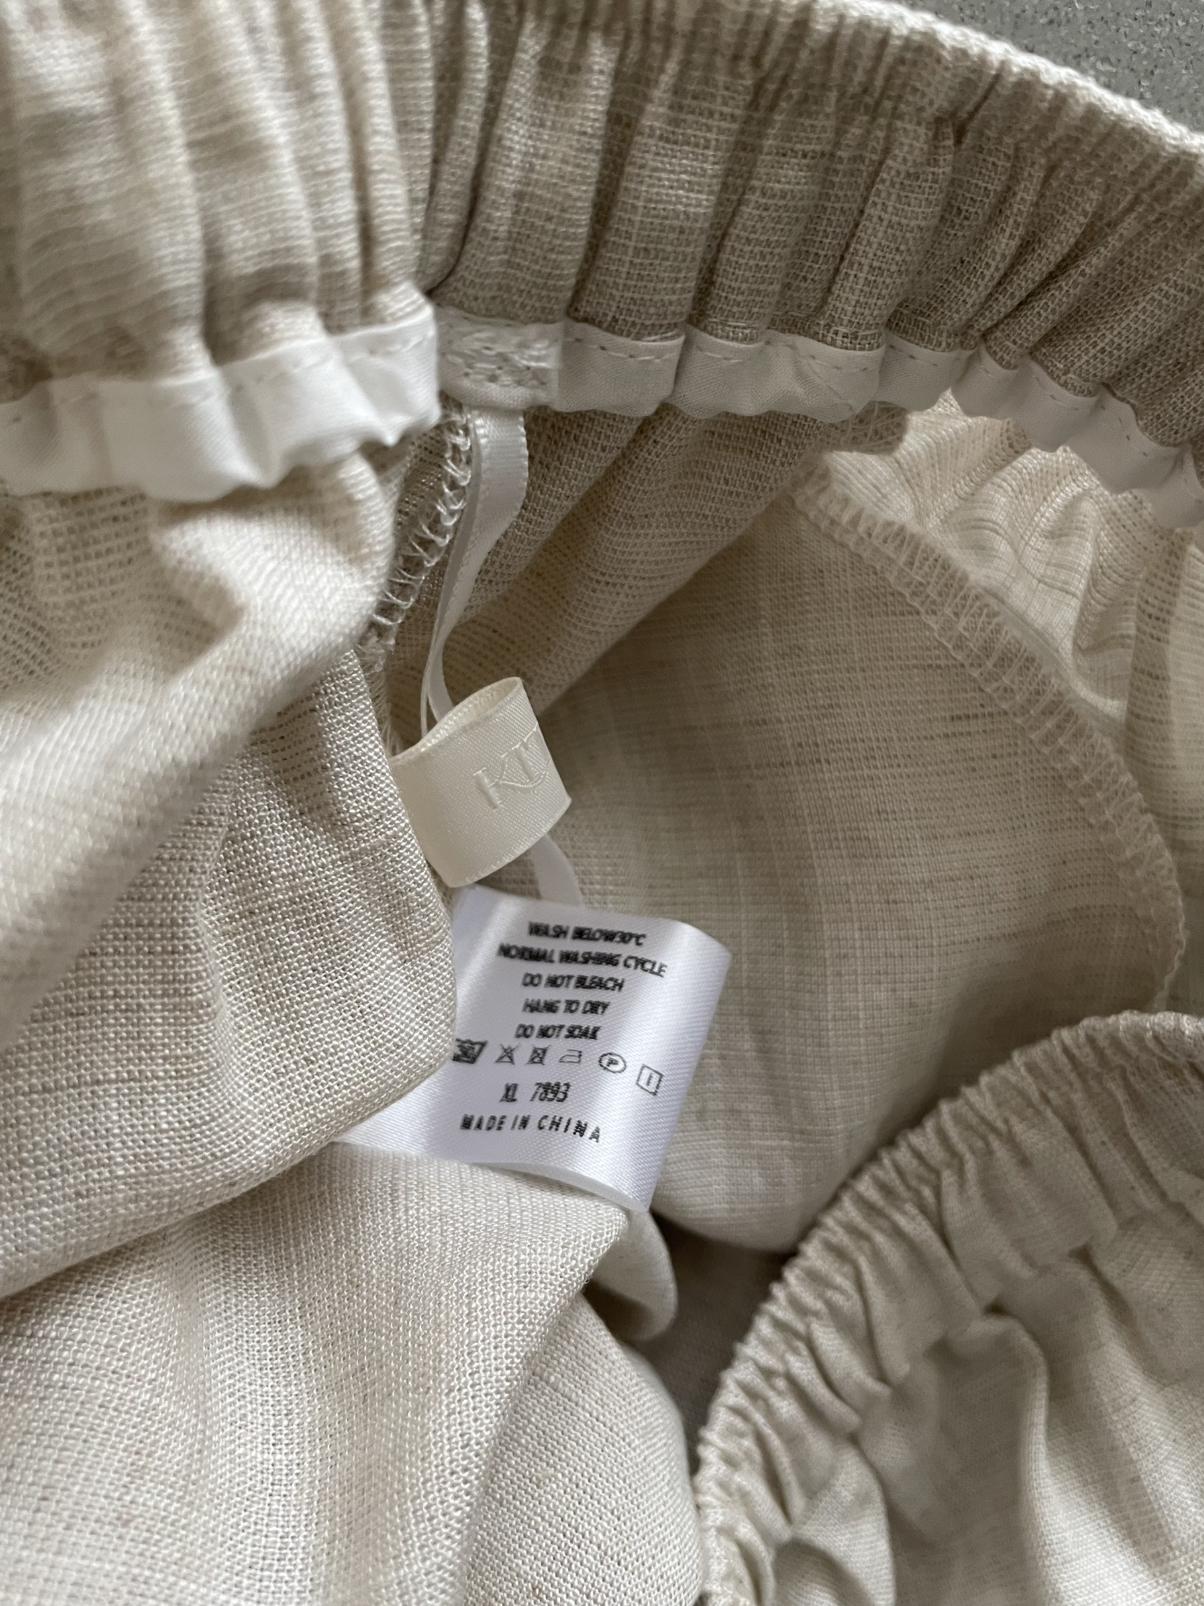 WASH BELOW30°C
NORMAL WASHING CYCLE
DO NOT BLEACH
HANG TO DRY
DO NOT SOAK
P
XL 7893
MADE IN CHINA